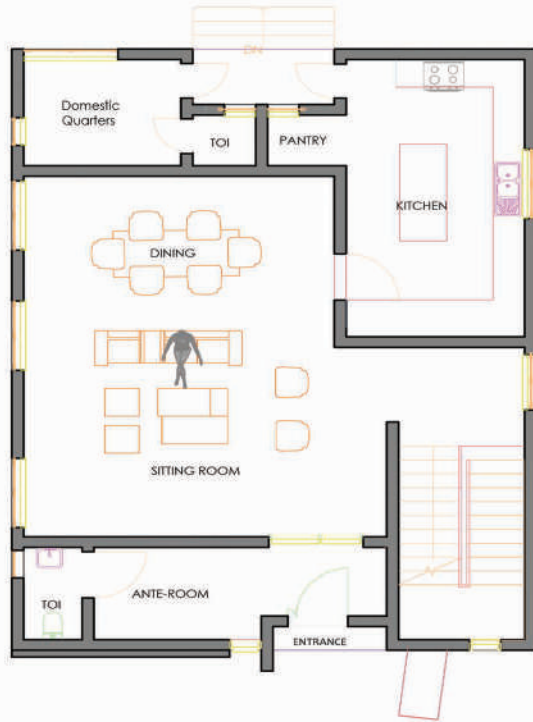 DN
Domestic
Quarters
TOI
PANTRY
KITCHEN
DINING
SITTING ROOM
TOI
ANTE-ROOM
ENTRANCE